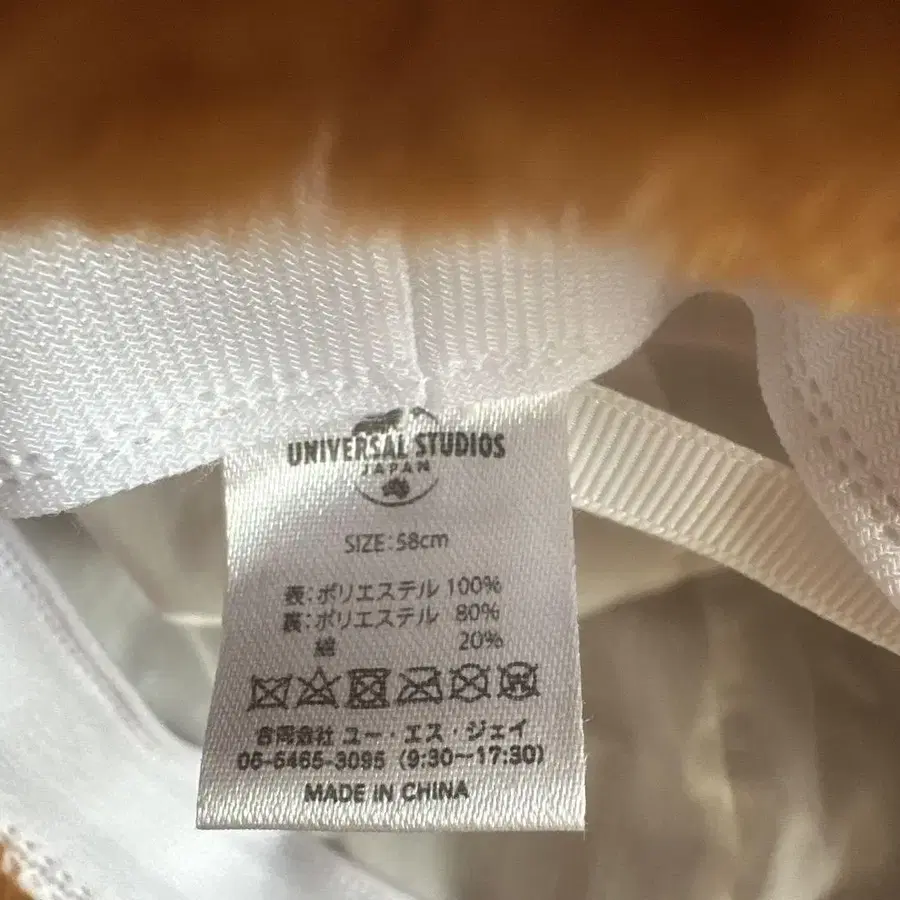 UNIVERSAL STUDIOS
JAPAN
SIZE:58cm
表:ポリエステル 100%
裏:ポリエステル 80%
綿 20%
合同会社 ユー・エス・ジェイ
06-6465-3095 (9:30〜17:30)
MADE IN CHINA